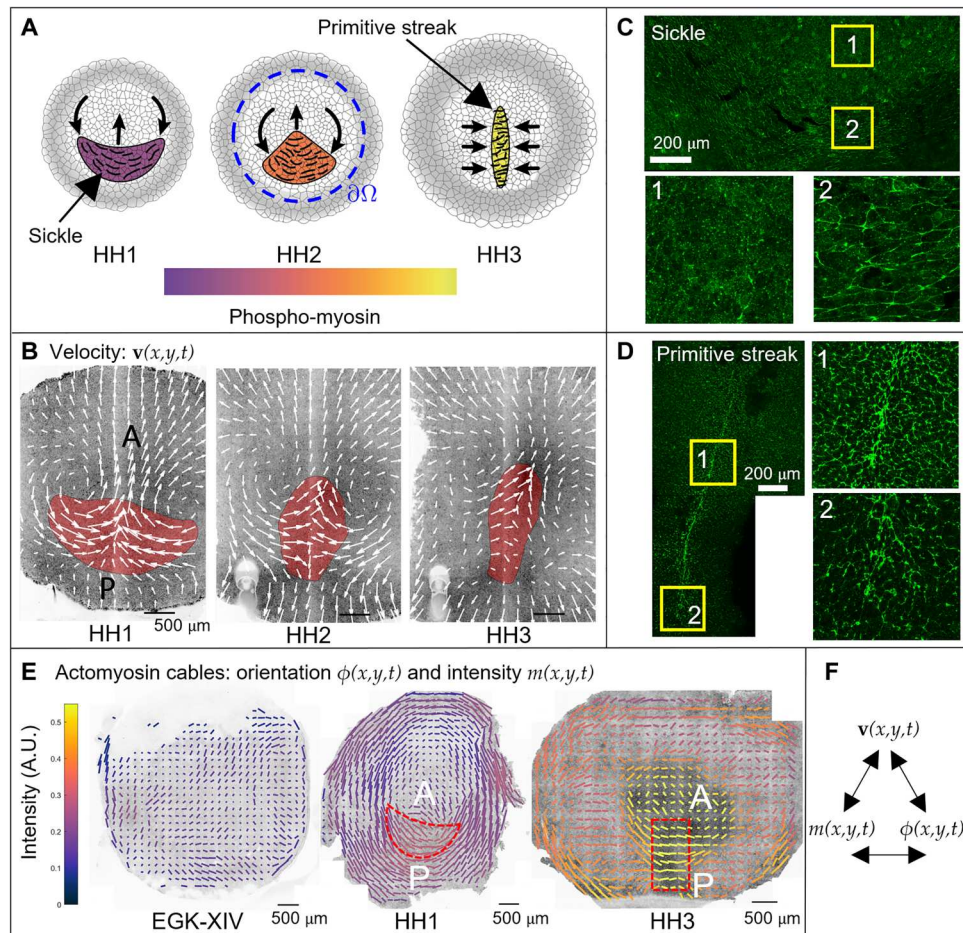 A
Primitive streak
∂Ω
Sickle
HH1
HH2
HH3
Phospho-myosin
B Velocity: v(x,y,t)
A
P
HH1
500 μm
HH2
HH3
C
Sickle
1
2
200 μm
1
2
D
Primitive streak
1
200 μm
2
1
2
E Actomyosin cables: orientation ϕ(x,y,t) and intensity m(x,y,t)
Intensity (A.U.)
0.5
0.4
0.3
0.2
0.1
0
EGK-XIV
500 μm
A
P
HH1
500 μm
A
P
HH3
500 μm
F
v(x,y,t)
m(x,y,t) ϕ(x,y,t)